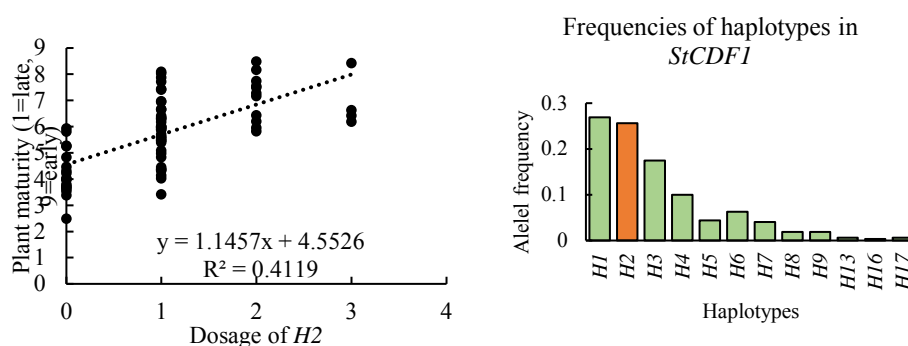 Plant maturity (1=late,
9=early)
9
8
7
6
5
4
3
2
1
0
y = 1.1457x + 4.5526
R² = 0.4119
0
1
2
3
4
Dosage of H2
Frequencies of haplotypes in
StCDF1
Alelel frequency
0.3
0.2
0.1
0
H1
H2
H3
H4
H5
H6
H7
H8
H9
H13
H16
H17
Haplotypes